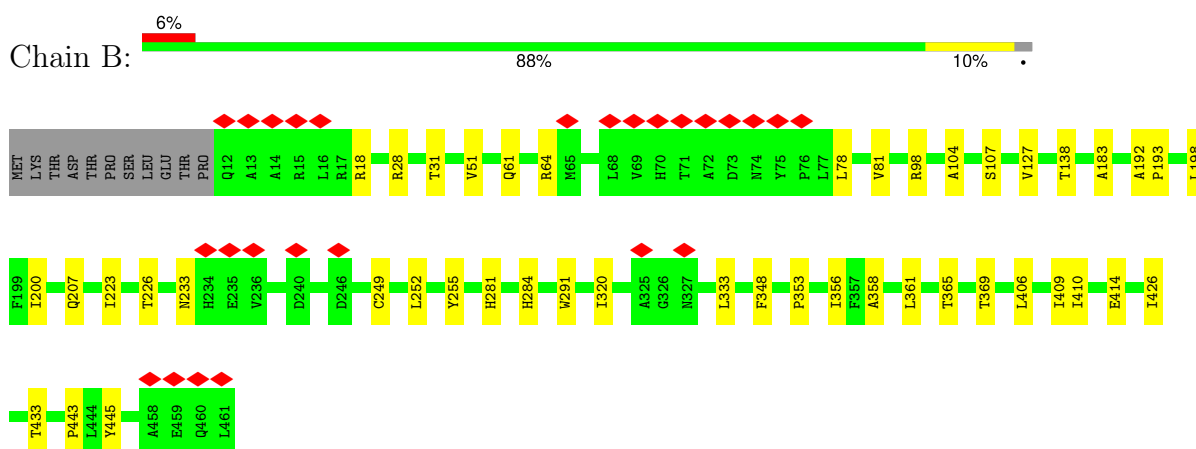 6%
Chain B:
88% 10% •
MET LYS THR ASP THR PRO SER LEU GLU THR PRO Q12 A13 A14 R15 L16 R17 R18 R28 T31 V51 Q61 R64 M65 L68 V69 H70 T71 A72 D73 N74 Y75 P76 L77 L78 V81 R98 A104 S107 V127 T138 A183 A192 P193 L198
F199 I200 Q207 I223 T226 N233 H234 E235 V236 D240 D246 C249 L252 Y255 H281 H284 W291 I320 A325 G326 N327 L333 F348 P353 I356 F357 A358 L361 T365 T369 L406 I409 I410 E414 I426
T433 P443 L444 Y445 A458 E459 Q460 L461